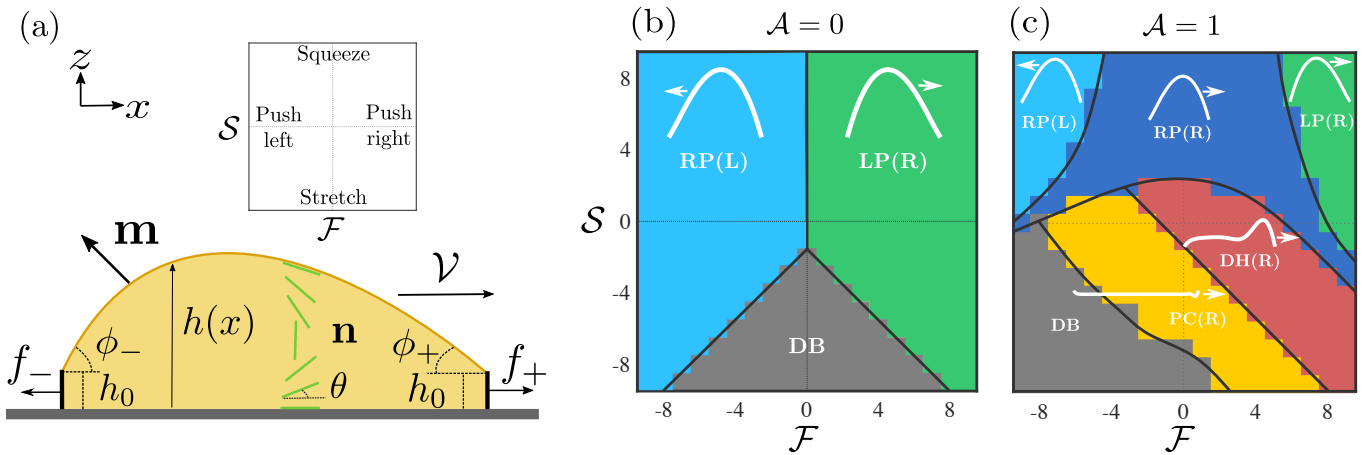 (a)
z
x
Squeeze
Push left
Push right
Stretch
𝒮
ℱ
m
𝒱
h(x)
n
ϕ₋
ϕ₊
f₋
h₀
θ
h₀
f₊
(b)
𝒜 = 0
RP(L)
LP(R)
DB
𝒮
8
4
0
-4
-8
-8
-4
0
4
8
ℱ
(c)
𝒜 = 1
RP(L)
RP(R)
LP(R)
DH(R)
PC(R)
DB
-8
-4
0
4
8
ℱ